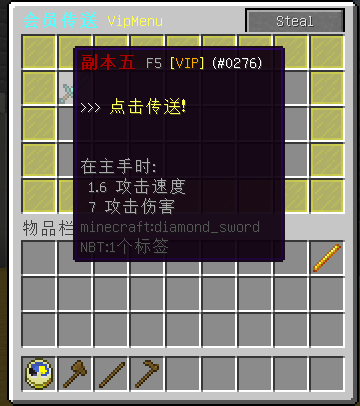 会员传送 VipMenu
Steal
副本五 F5 [VIP] (#0276)
>>> 点击传送!
在主手时:
1.6 攻击速度
7 攻击伤害
minecraft:diamond_sword
NBT:1个标签
物品栏